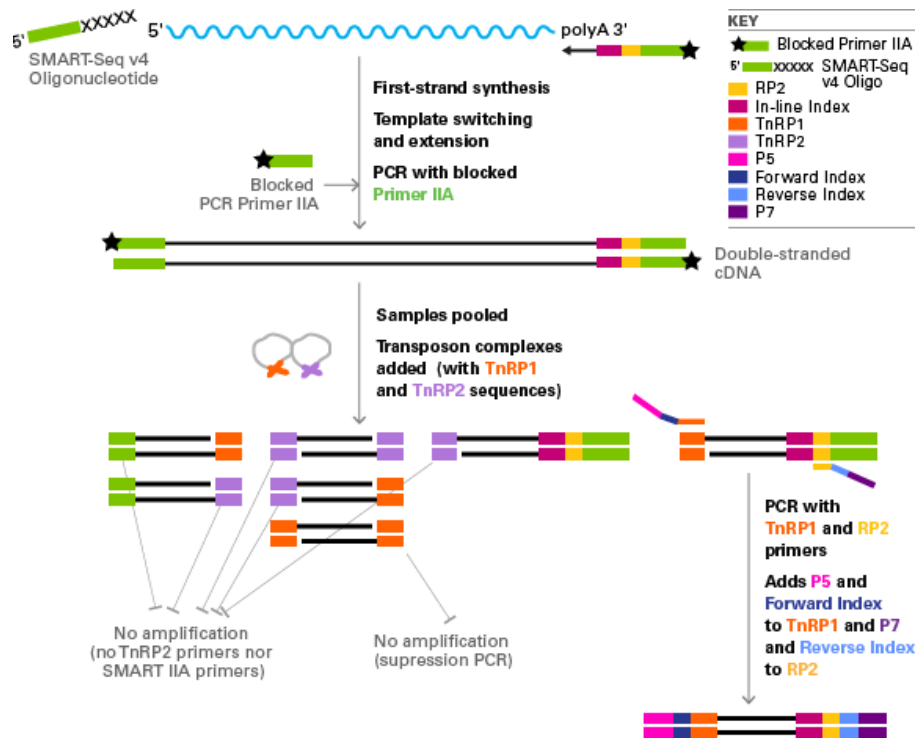 5' XXXXX
SMART-Seq v4
Oligonucleotide
5'
polyA 3'
First-strand synthesis
Template switching
and extension
PCR with blocked
Primer IIA
Blocked
PCR Primer IIA
KEY
Blocked Primer IIA
5' XXXXX SMART-Seq
v4 Oligo
RP2
In-line Index
TnRP1
TnRP2
P5
Forward Index
Reverse Index
P7
Double-stranded
cDNA
Samples pooled
Transposon complexes
added (with TnRP1
and TnRP2 sequences)
No amplification
(no TnRP2 primers nor
SMART IIA primers)
No amplification
(supression PCR)
PCR with
TnRP1 and RP2
primers
Adds P5 and
Forward Index
to TnRP1 and P7
and Reverse Index
to RP2